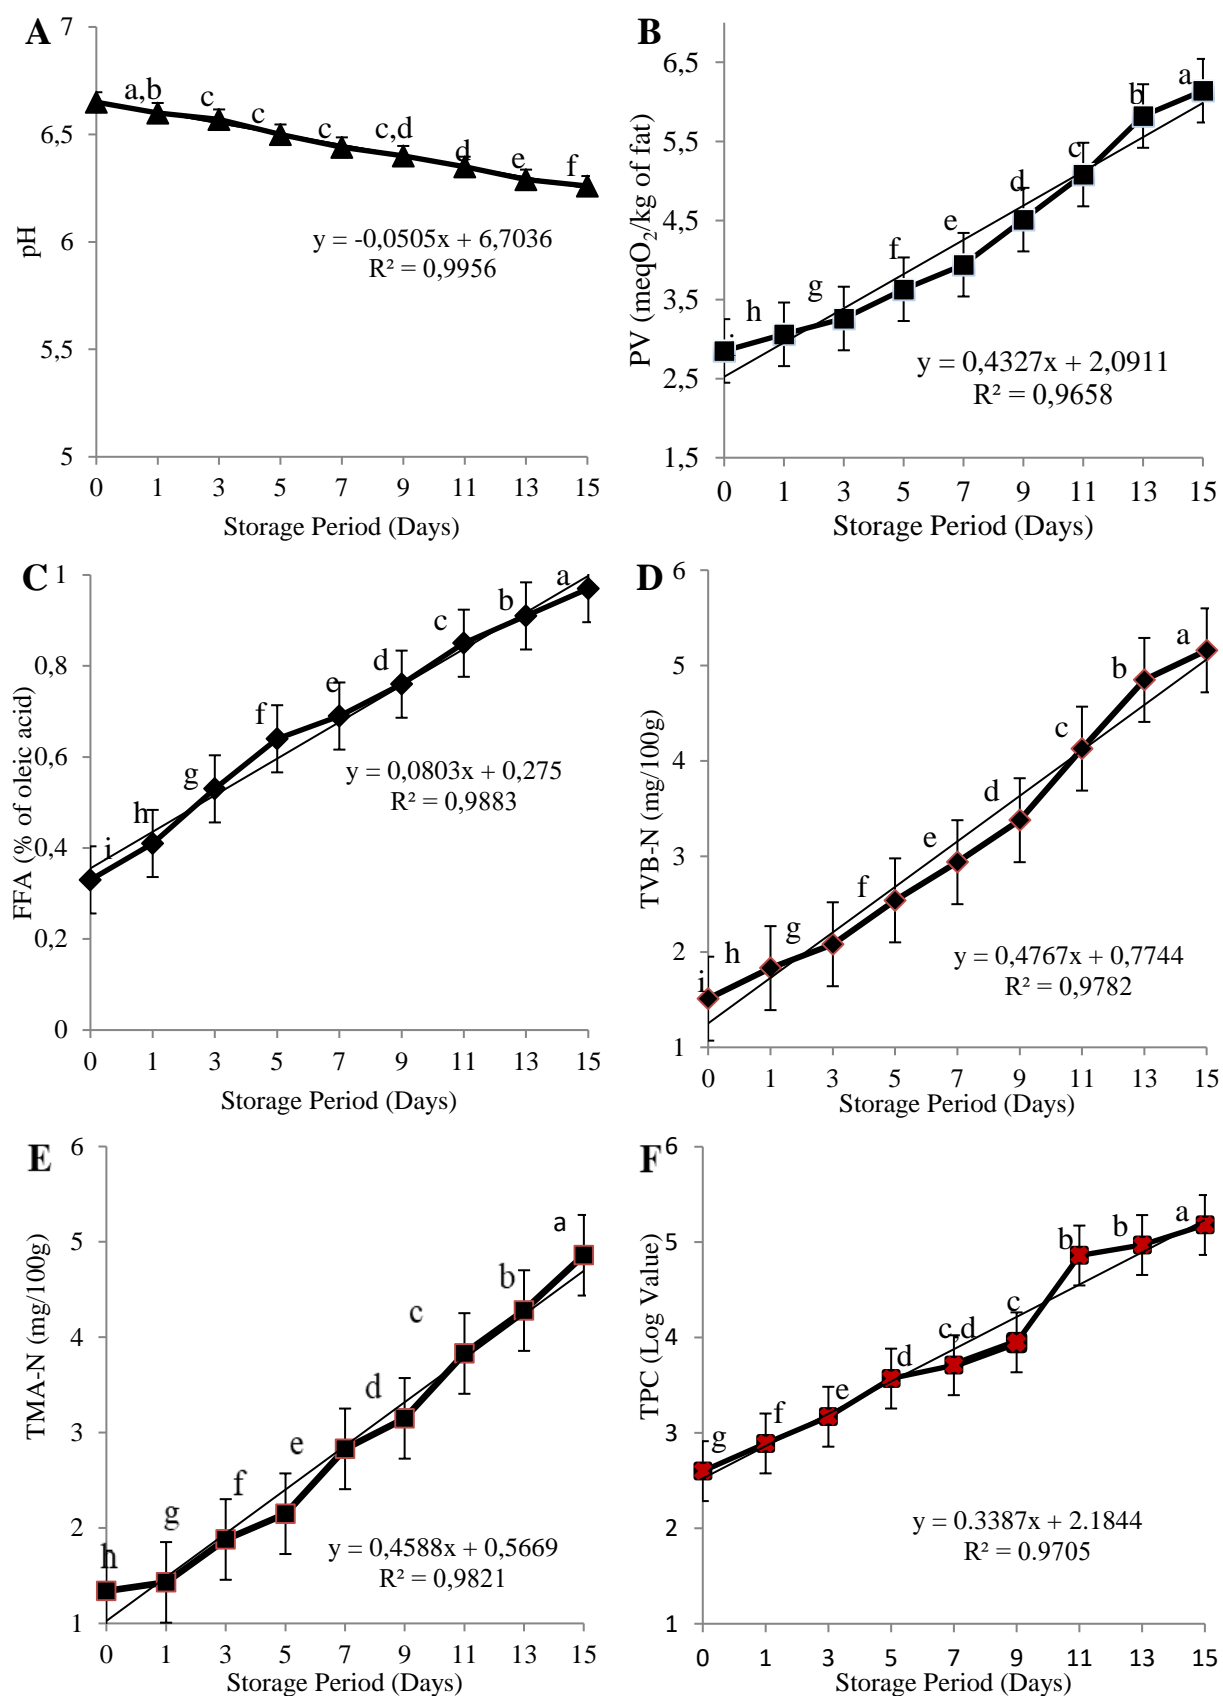 A
7
6,5
6
5,5
5
pH
a,b
c
c
c
c,d
d
e
f
y = -0,0505x + 6,7036
R² = 0,9956
0 1 3 5 7 9 11 13 15
Storage Period (Days)
B
6,5
5,5
4,5
3,5
2,5
1,5
PV (meqO₂/kg of fat)
i
h
g
f
e
d
c
b
a
y = 0,4327x + 2,0911
R² = 0,9658
0 1 3 5 7 9 11 13 15
Storage Period (Days)
C
1
0,8
0,6
0,4
0,2
0
FFA (% of oleic acid)
i
h
g
f
e
d
c
b
a
y = 0,0803x + 0,275
R² = 0,9883
0 1 3 5 7 9 11 13 15
Storage Period (Days)
D
6
5
4
3
2
1
TVB-N (mg/100g)
i
h
g
f
e
d
c
b
a
y = 0,4767x + 0,7744
R² = 0,9782
0 1 3 5 7 9 11 13 15
Storage Period (Days)
E
6
5
4
3
2
1
TMA-N (mg/100g)
h
g
f
e
d
c
b
a
y = 0,4588x + 0,5669
R² = 0,9821
0 1 3 5 7 9 11 13 15
Storage Period (Days)
F
6
5
4
3
2
1
TPC (Log Value)
g
f
e
d
c,d
c
b
b
a
y = 0.3387x + 2.1844
R² = 0.9705
0 1 3 5 7 9 11 13 15
Storage Period (Days)